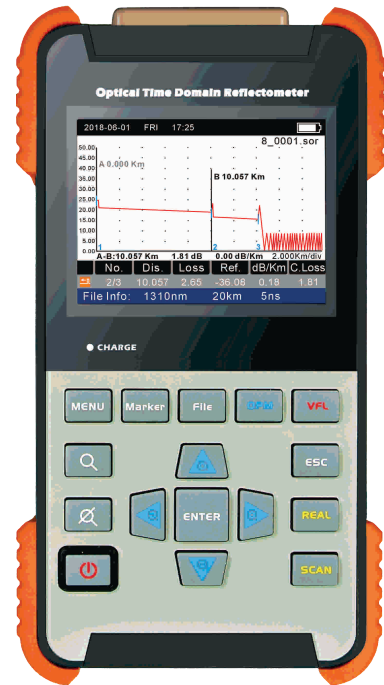 Optical Time Domain Reflectometer
2018-06-01 FRI 17:25
8_0001.sor
50.00
45.00
A 0.000 Km
40.00
35.00
B 10.057 Km
30.00
25.00
20.00
15.00
10.00
5.00
0.00
1 2 3
A-B:10.057 Km 1.81 dB 0.00 dB/Km 2.000Km/div
No. Dis. Loss Ref. dB/Km C.Loss
2/3 10.057 2.65 -36.06 0.18 1.81
File Info: 1310nm 20km 5ns
CHARGE
MENU Marker File OPM VFL
ESC
ENTER
REAL
SCAN